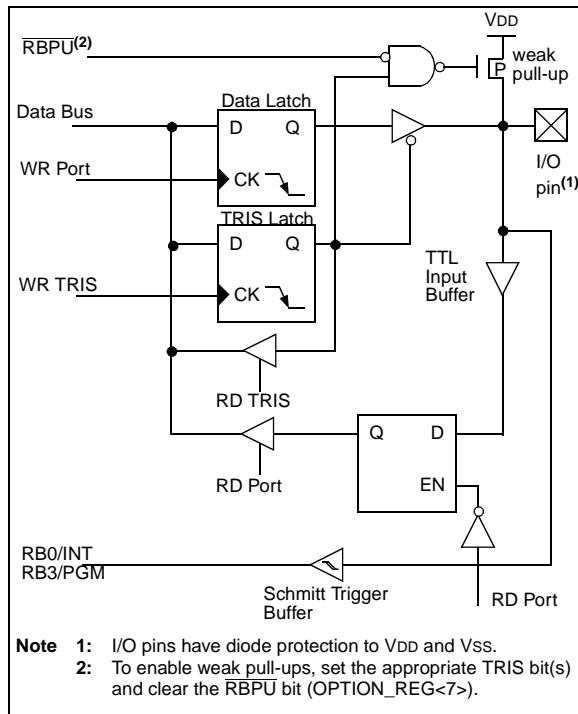 VDD
RBPU(2)
P
weak
pull-up
Data Latch
Data Bus
D
Q
I/O
pin(1)
WR Port
CK
TRIS Latch
D
Q
TTL
Input
Buffer
WR TRIS
CK
RD TRIS
Q
D
RD Port
EN
RB0/INT
RB3/PGM
Schmitt Trigger
Buffer
RD Port
Note 1: I/O pins have diode protection to VDD and VSS.
2: To enable weak pull-ups, set the appropriate TRIS bit(s)
and clear the RBPU bit (OPTION_REG<7>).